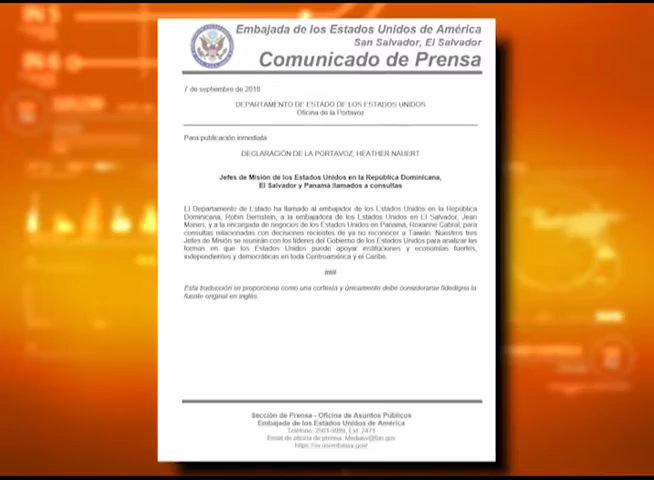 Embajada de los Estados Unidos de América
San Salvador, El Salvador
Comunicado de Prensa
7 de septiembre de 2018
DEPARTAMENTO DE ESTADO DE LOS ESTADOS UNIDOS
Oficina de la Portavoz
Para publicación inmediata
DECLARACIÓN DE LA PORTAVOZ, HEATHER NAUERT
Jefes de Misión de los Estados Unidos en la República Dominicana,
El Salvador y Panamá llamados a consultas
El Departamento de Estado ha llamado al embajador de los Estados Unidos en la República
Dominicana, Robin Bernstein, a la embajadora de los Estados Unidos en El Salvador, Jean
Manes, y a la encargada de negocios de los Estados Unidos en Panamá, Roxanne Cabral, para
consultas relacionadas con decisiones recientes de ya no reconocer a Taiwán. Nuestros tres
Jefes de Misión se reunirán con los líderes del Gobierno de los Estados Unidos para analizar las
formas en que los Estados Unidos puede apoyar instituciones y economías fuertes,
independientes y democráticas en toda Centroamérica y el Caribe.
###
Esta traducción se proporciona como una cortesía y únicamente debe considerarse fidedigna la
fuente original en inglés.
Sección de Prensa - Oficina de Asuntos Públicos
Embajada de los Estados Unidos de América
Teléfono: Ext. 2471
Email de oficina de prensa: